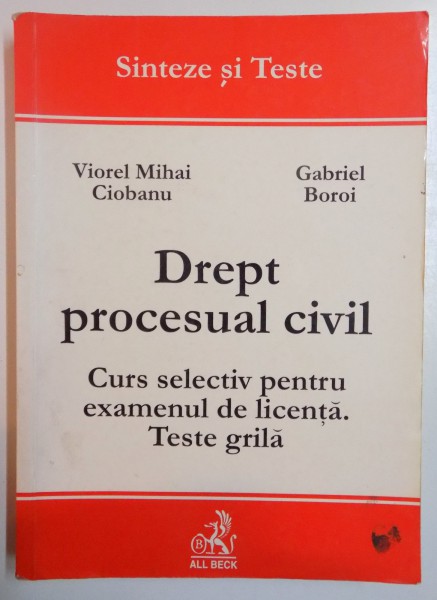 Sinteze și Teste
Viorel Mihai
Ciobanu
Gabriel
Boroi
Drept
procesual civil
Curs selectiv pentru
examenul de licență.
Teste grilă
B
ALL BECK